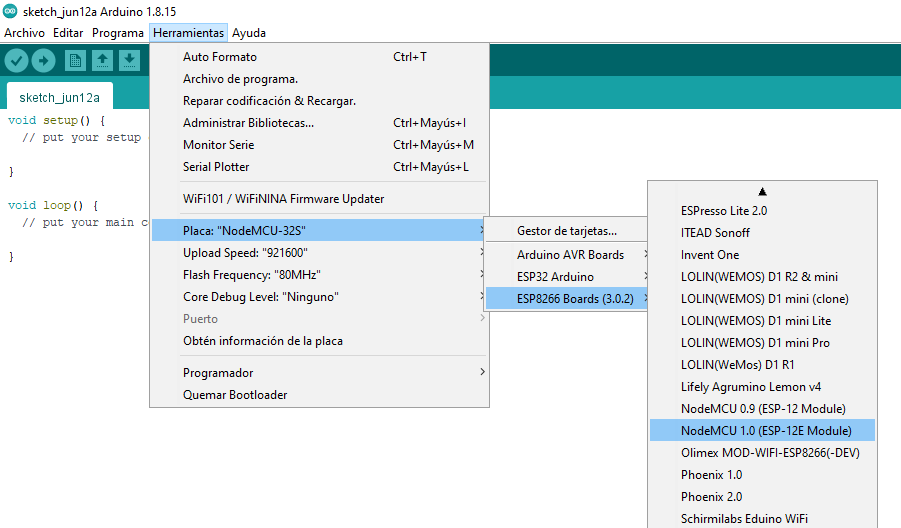 sketch_jun12a Arduino 1.8.15
Archivo Editar Programa Herramientas Ayuda
sketch_jun12a
void setup() {
// put your setup
}
void loop() {
// put your main c
}
Auto Formato Ctrl+T
Archivo de programa.
Reparar codificación & Recargar.
Administrar Bibliotecas... Ctrl+Mayús+I
Monitor Serie Ctrl+Mayús+M
Serial Plotter Ctrl+Mayús+L
WiFi101 / WiFiNINA Firmware Updater
Placa: "NodeMCU-32S"
Upload Speed: "921600"
Flash Frequency: "80MHz"
Core Debug Level: "Ninguno"
Puerto
Obtén información de la placa
Programador
Quemar Bootloader
Gestor de tarjetas...
Arduino AVR Boards
ESP32 Arduino
ESP8266 Boards (3.0.2)
ESPresso Lite 2.0
ITEAD Sonoff
Invent One
LOLIN(WEMOS) D1 R2 & mini
LOLIN(WEMOS) D1 mini (clone)
LOLIN(WEMOS) D1 mini Lite
LOLIN(WEMOS) D1 mini Pro
LOLIN(WeMos) D1 R1
Lifely Agrumino Lemon v4
NodeMCU 0.9 (ESP-12 Module)
NodeMCU 1.0 (ESP-12E Module)
Olimex MOD-WIFI-ESP8266(-DEV)
Phoenix 1.0
Phoenix 2.0
Schirmilabs Eduino WiFi